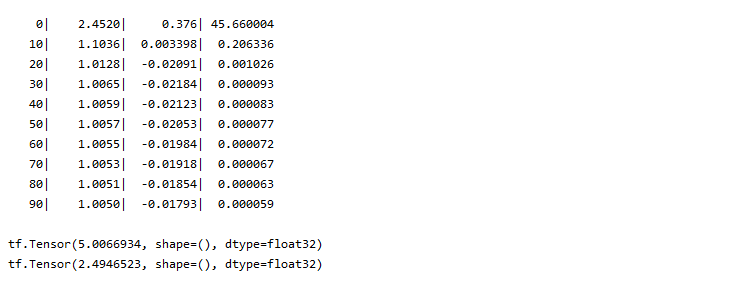 0| 2.4520| 0.376| 45.660004
10| 1.1036| 0.003398| 0.206336
20| 1.0128| -0.02091| 0.001026
30| 1.0065| -0.02184| 0.000093
40| 1.0059| -0.02123| 0.000083
50| 1.0057| -0.02053| 0.000077
60| 1.0055| -0.01984| 0.000072
70| 1.0053| -0.01918| 0.000067
80| 1.0051| -0.01854| 0.000063
90| 1.0050| -0.01793| 0.000059
tf.Tensor(5.0066934, shape=(), dtype=float32)
tf.Tensor(2.4946523, shape=(), dtype=float32)